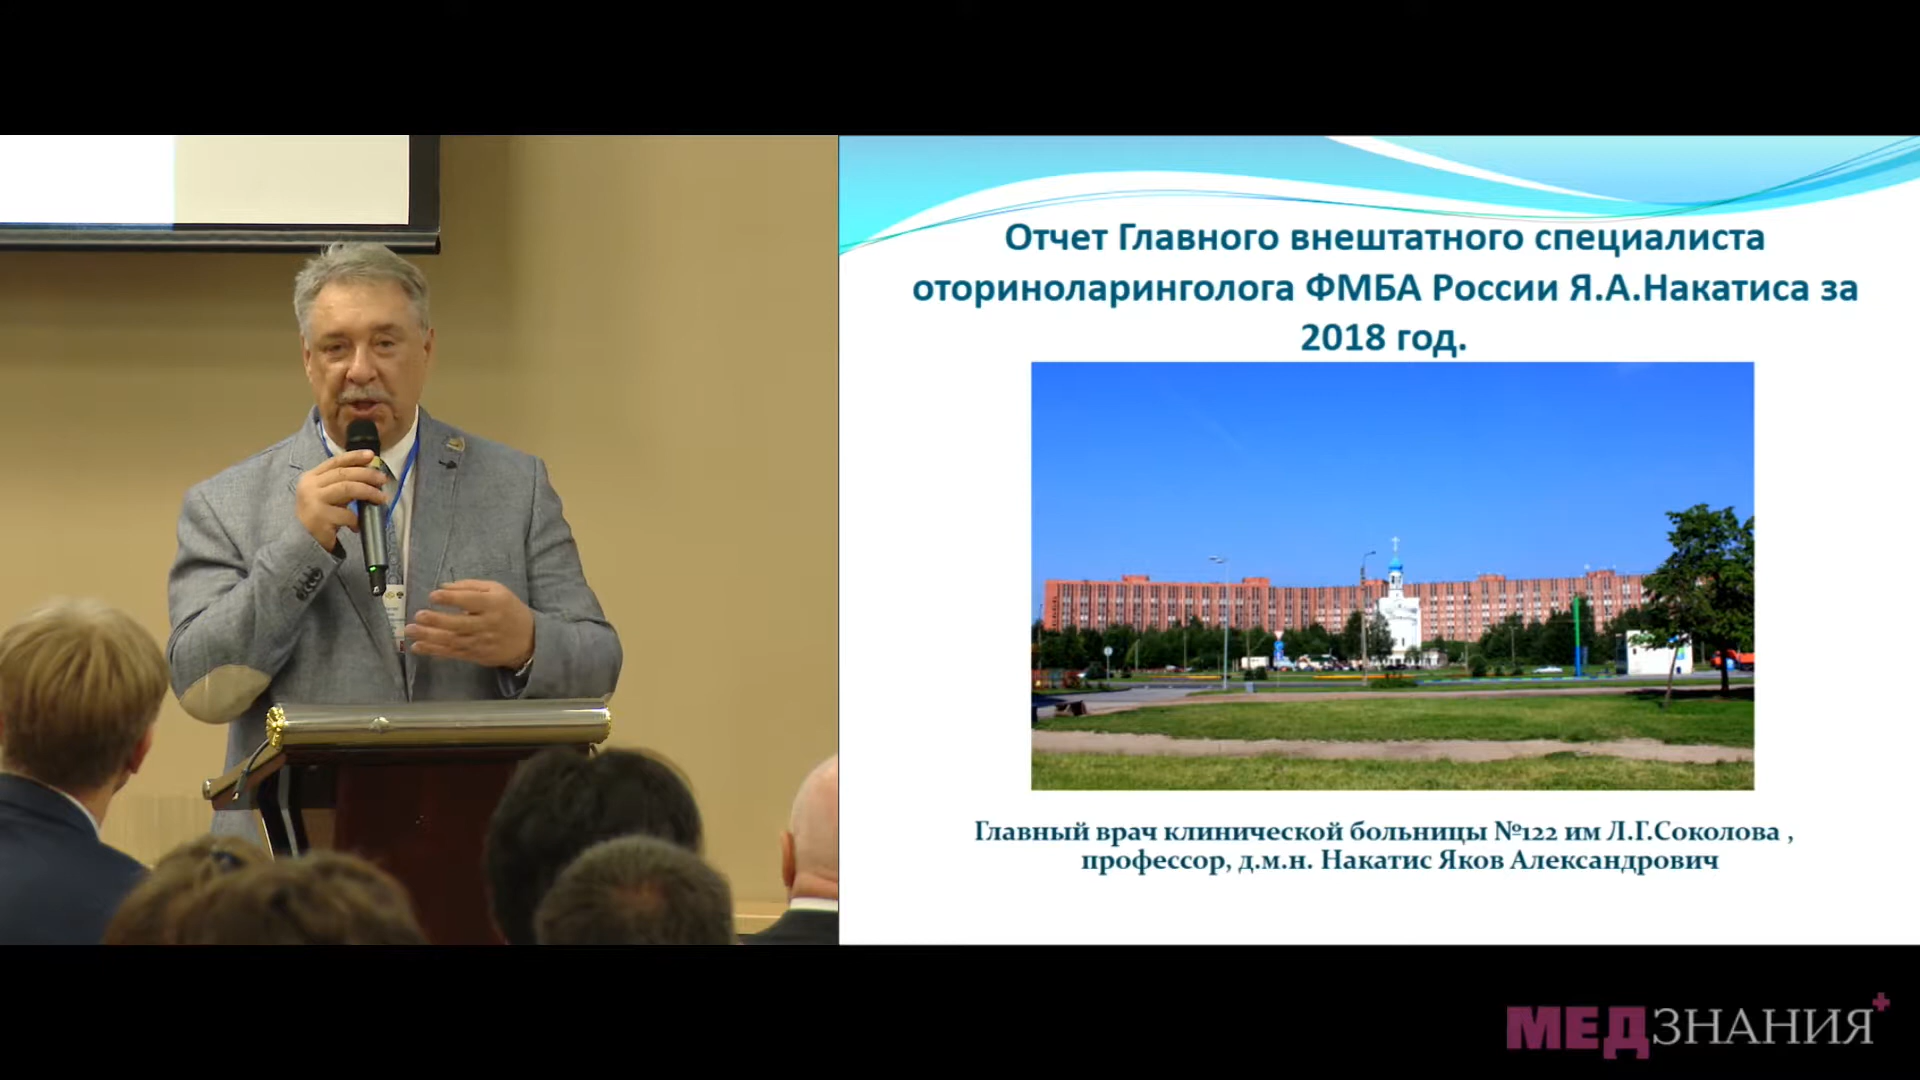 Отчет Главного внештатного специалиста
оториноларинголога ФМБА России Я.А.Накатиса за
2018 год.
Главный врач клинической больницы №122 им Л.Г.Соколова ,
профессор, д.м.н. Накатис Яков Александрович
МЕДЗНАНИЯ+